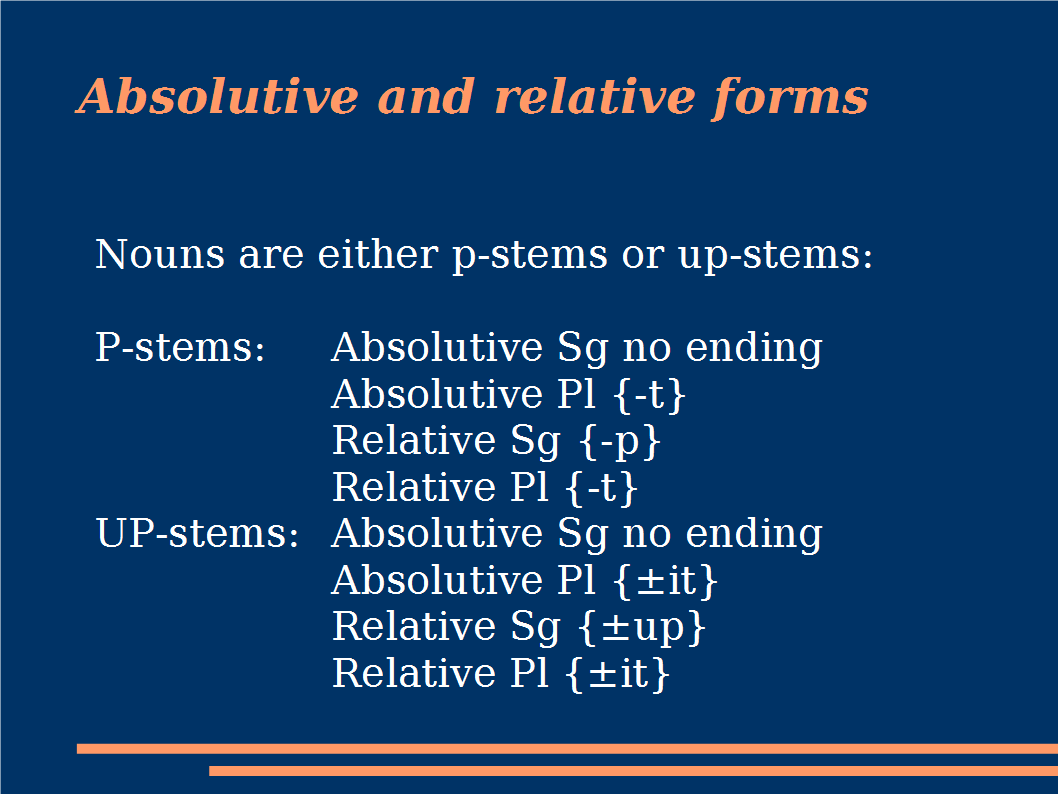 Absolutive and relative forms
Nouns are either p-stems or up-stems:
P-stems: Absolutive Sg no ending
Absolutive Pl {-t}
Relative Sg {-p}
Relative Pl {-t}
UP-stems: Absolutive Sg no ending
Absolutive Pl {±it}
Relative Sg {±up}
Relative Pl {±it}